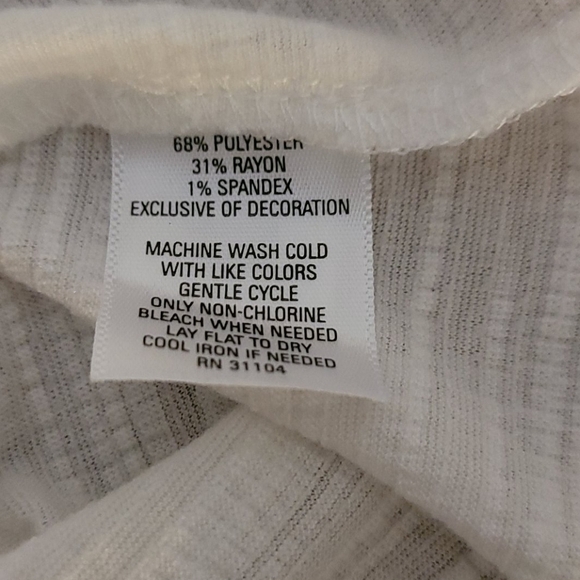 68% POLYESTER
31% RAYON
1% SPANDEX
EXCLUSIVE OF DECORATION
MACHINE WASH COLD
WITH LIKE COLORS
GENTLE CYCLE
ONLY NON-CHLORINE
BLEACH WHEN NEEDED
LAY FLAT TO DRY
COOL IRON IF NEEDED
RN 31104